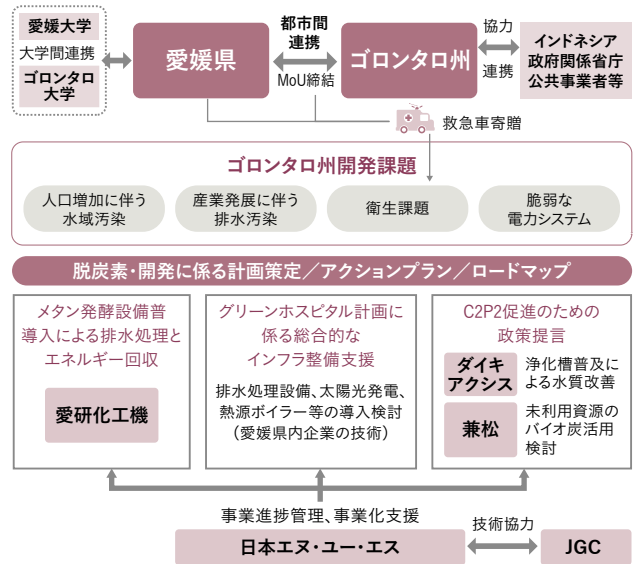 愛媛大学
大学間連携
ゴロンタロ
大学
愛媛県
都市間
連携
MoU締結
ゴロンタロ州
協力
連携
インドネシア
政府関係省庁
公共事業者等
救急車寄贈
ゴロンタロ州開発課題
人口増加に伴う
水域汚染
産業発展に伴う
排水汚染
衛生課題
脆弱な
電力システム
脱炭素・開発に係る計画策定／アクションプラン／ロードマップ
メタン発酵設備普
導入による排水処理と
エネルギー回収
愛研化工機
グリーンホスピタル計画に
係る総合的な
インフラ整備支援
排水処理設備、太陽光発電、
熱源ボイラー等の導入検討
（愛媛県内企業の技術）
C2P2促進のための
政策提言
ダイキ
アクシス
浄化槽普及に
よる水質改善
兼松
未利用資源の
バイオ炭活用
検討
事業進捗管理、事業化支援
日本エヌ・ユー・エス
技術協力
JGC